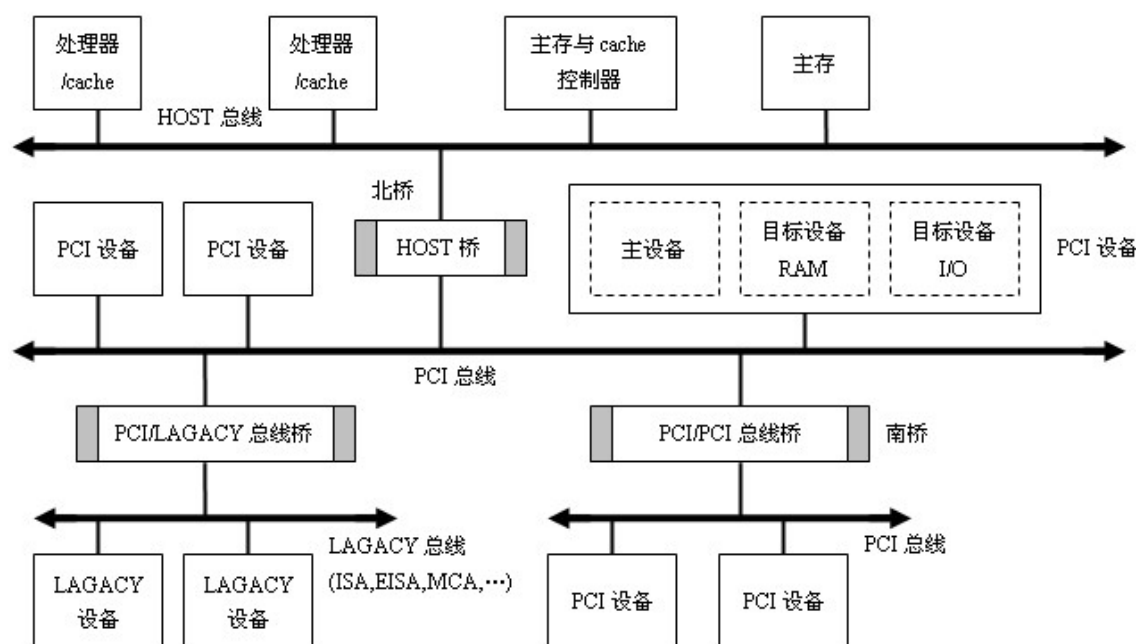 处理器
/cache
处理器
/cache
主存与 cache
控制器
主存
HOST 总线
北桥
PCI 设备
PCI 设备
HOST 桥
主设备
目标设备
RAM
目标设备
I/O
PCI 设备
PCI 总线
PCI/LAGACY 总线桥
PCI/PCI 总线桥
南桥
LAGACY 总线
(ISA,EISA,MCA,⋯)
PCI 总线
LAGACY
设备
LAGACY
设备
PCI 设备
PCI 设备